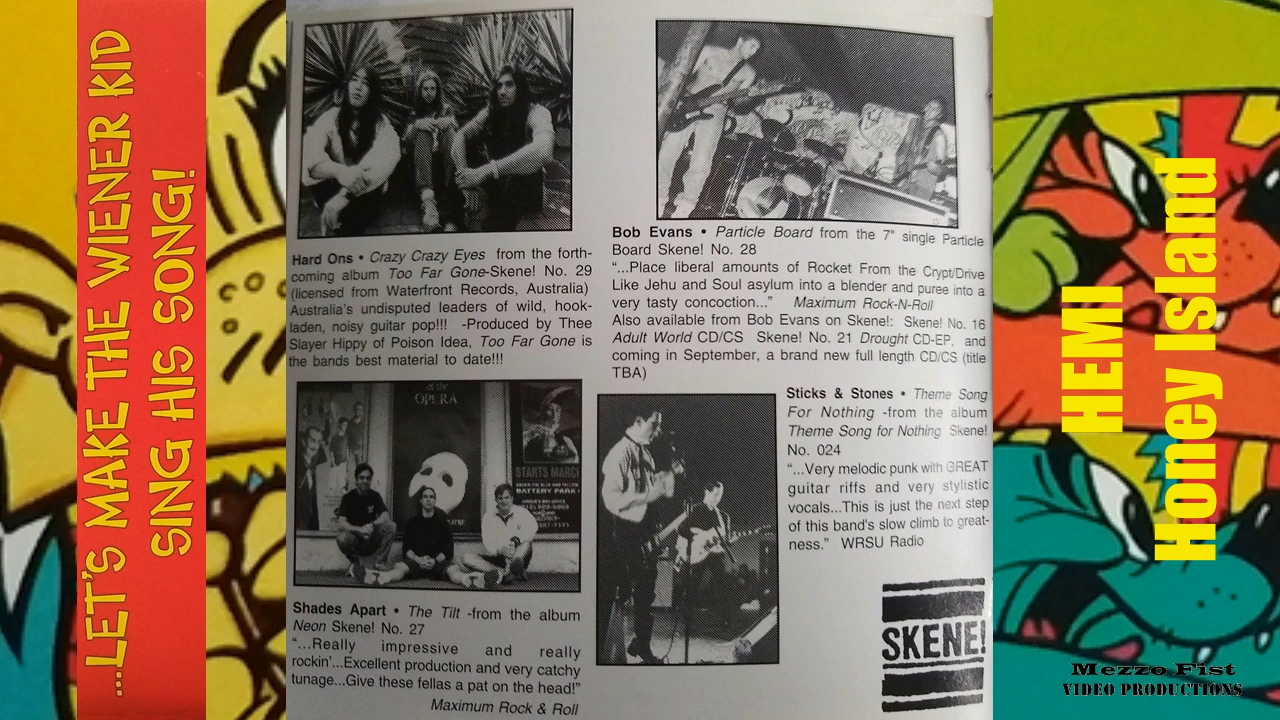 ...LET'S MAKE THE WIENER KID
SING HIS SONG!
Hard Ons • Crazy Crazy Eyes from the forth-
coming album Too Far Gone-Skene! No. 29
(licensed from Waterfront Records, Australia)
Australia's undisputed leaders of wild, hook-
laden, noisy guitar pop!!! -Produced by Thee
Slayer Hippy of Poison Idea, Too Far Gone is
the bands best material to date!!!
of the
OPERA
STARTS MARCH
BATTERY PARK
Shades Apart • The Tilt -from the album
Neon Skene! No. 27
"...Really impressive and really
rockin'...Excellent production and very catchy
tunage...Give these fellas a pat on the head!"
Maximum Rock & Roll
Bob Evans • Particle Board from the 7" single Particle
Board Skene! No. 28
"...Place liberal amounts of Rocket From the Crypt/Drive
Like Jehu and Soul asylum into a blender and puree into a
very tasty concoction..." Maximum Rock-N-Roll
Also available from Bob Evans on Skene!: Skene! No. 16
Adult World CD/CS Skene! No. 21 Drought CD-EP, and
coming in September, a brand new full length CD/CS (title
TBA)
Sticks & Stones • Theme Song
For Nothing -from the album
Theme Song for Nothing Skene!
No. 024
"...Very melodic punk with GREAT
guitar riffs and very stylistic
vocals...This is just the next step
of this band's slow climb to great-
ness." WRSU Radio
SKENE!
HEMI
Honey Island
Mezzo Fist
VIDEO PRODUCTIONS